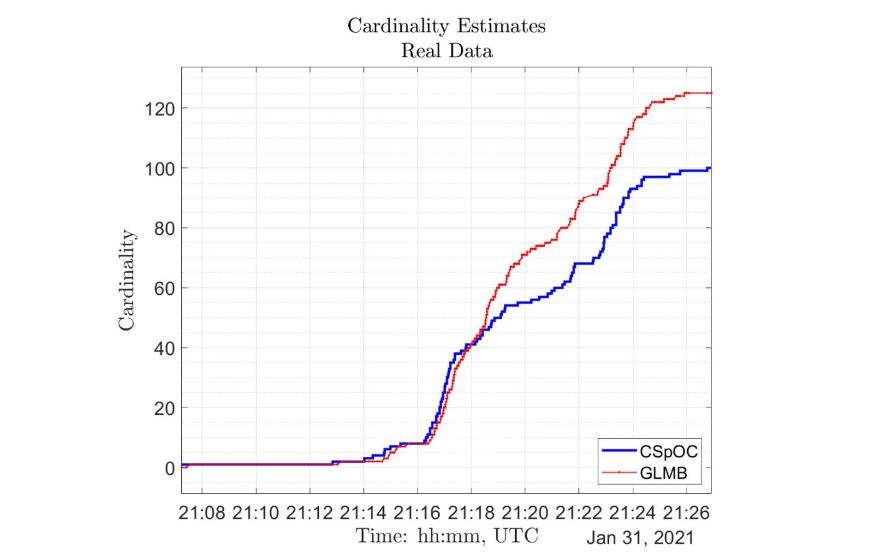 Cardinality Estimates
Real Data
Cardinality
120
100
80
60
40
20
0
CSpOC
GLMB
21:08 21:10 21:12 21:14 21:16 21:18 21:20 21:22 21:24 21:26
Time: hh:mm, UTC
Jan 31, 2021